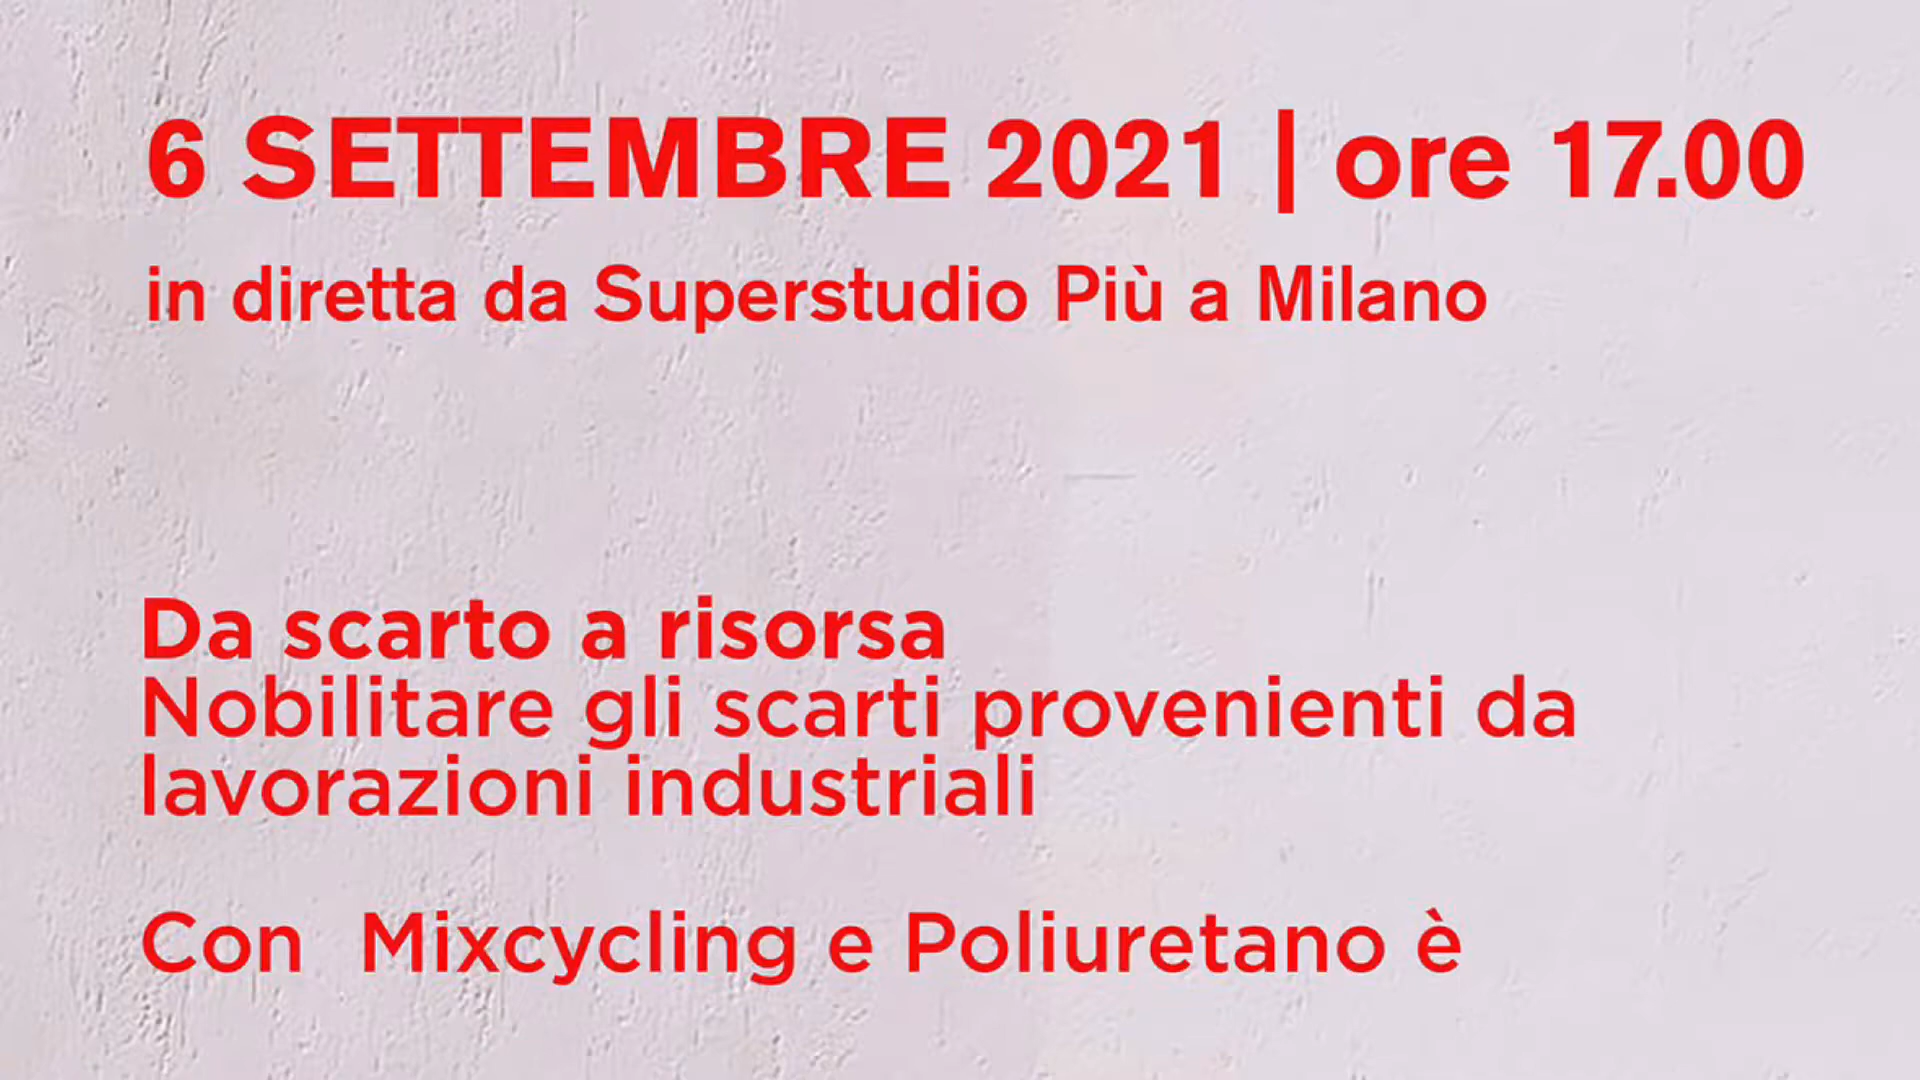 6 SETTEMBRE 2021 | ore 17.00
in diretta da Superstudio Più a Milano
Da scarto a risorsa
Nobilitare gli scarti provenienti da
lavorazioni industriali
Con  Mixcycling e Poliuretano è